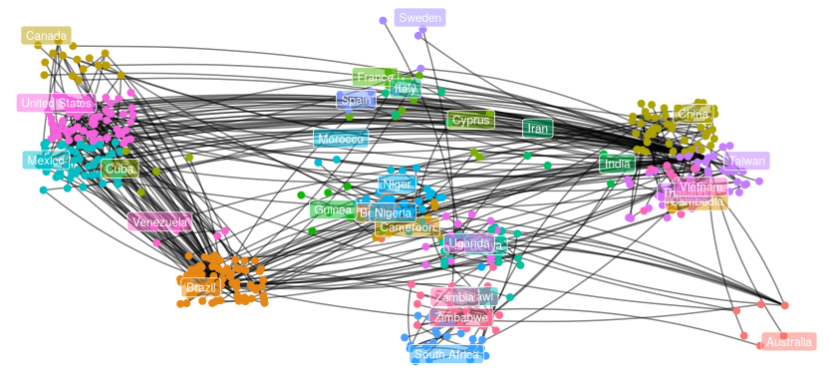 Sweden
Canada
France
Italy
United States
Spain
China
Cyprus
Iran
Morocco
Mexico
Cuba
India
Taiwan
Niger
Vietnam
Cambodia
Guinea
Nigeria
Venezuela
Cameroon
Uganda
Brazil
Zambia
Zimbabwe
Australia
South Africa